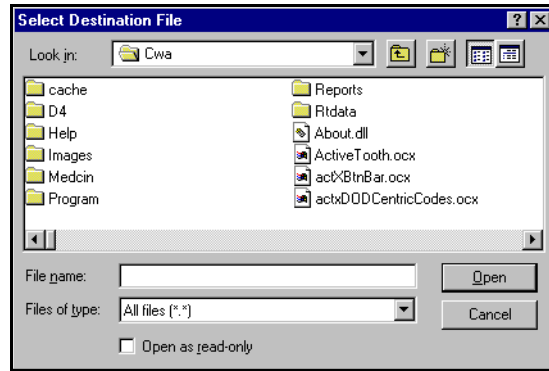 Select Destination File
Look in: Cwa
cache
D4
Help
Images
Medcin
Program
Reports
Rtdata
About.dll
ActiveTooth.ocx
actXBtnBar.ocx
actxDODCentricCodes.ocx
File name: Open
Files of type: All files (*.*) Cancel
Open as read-only